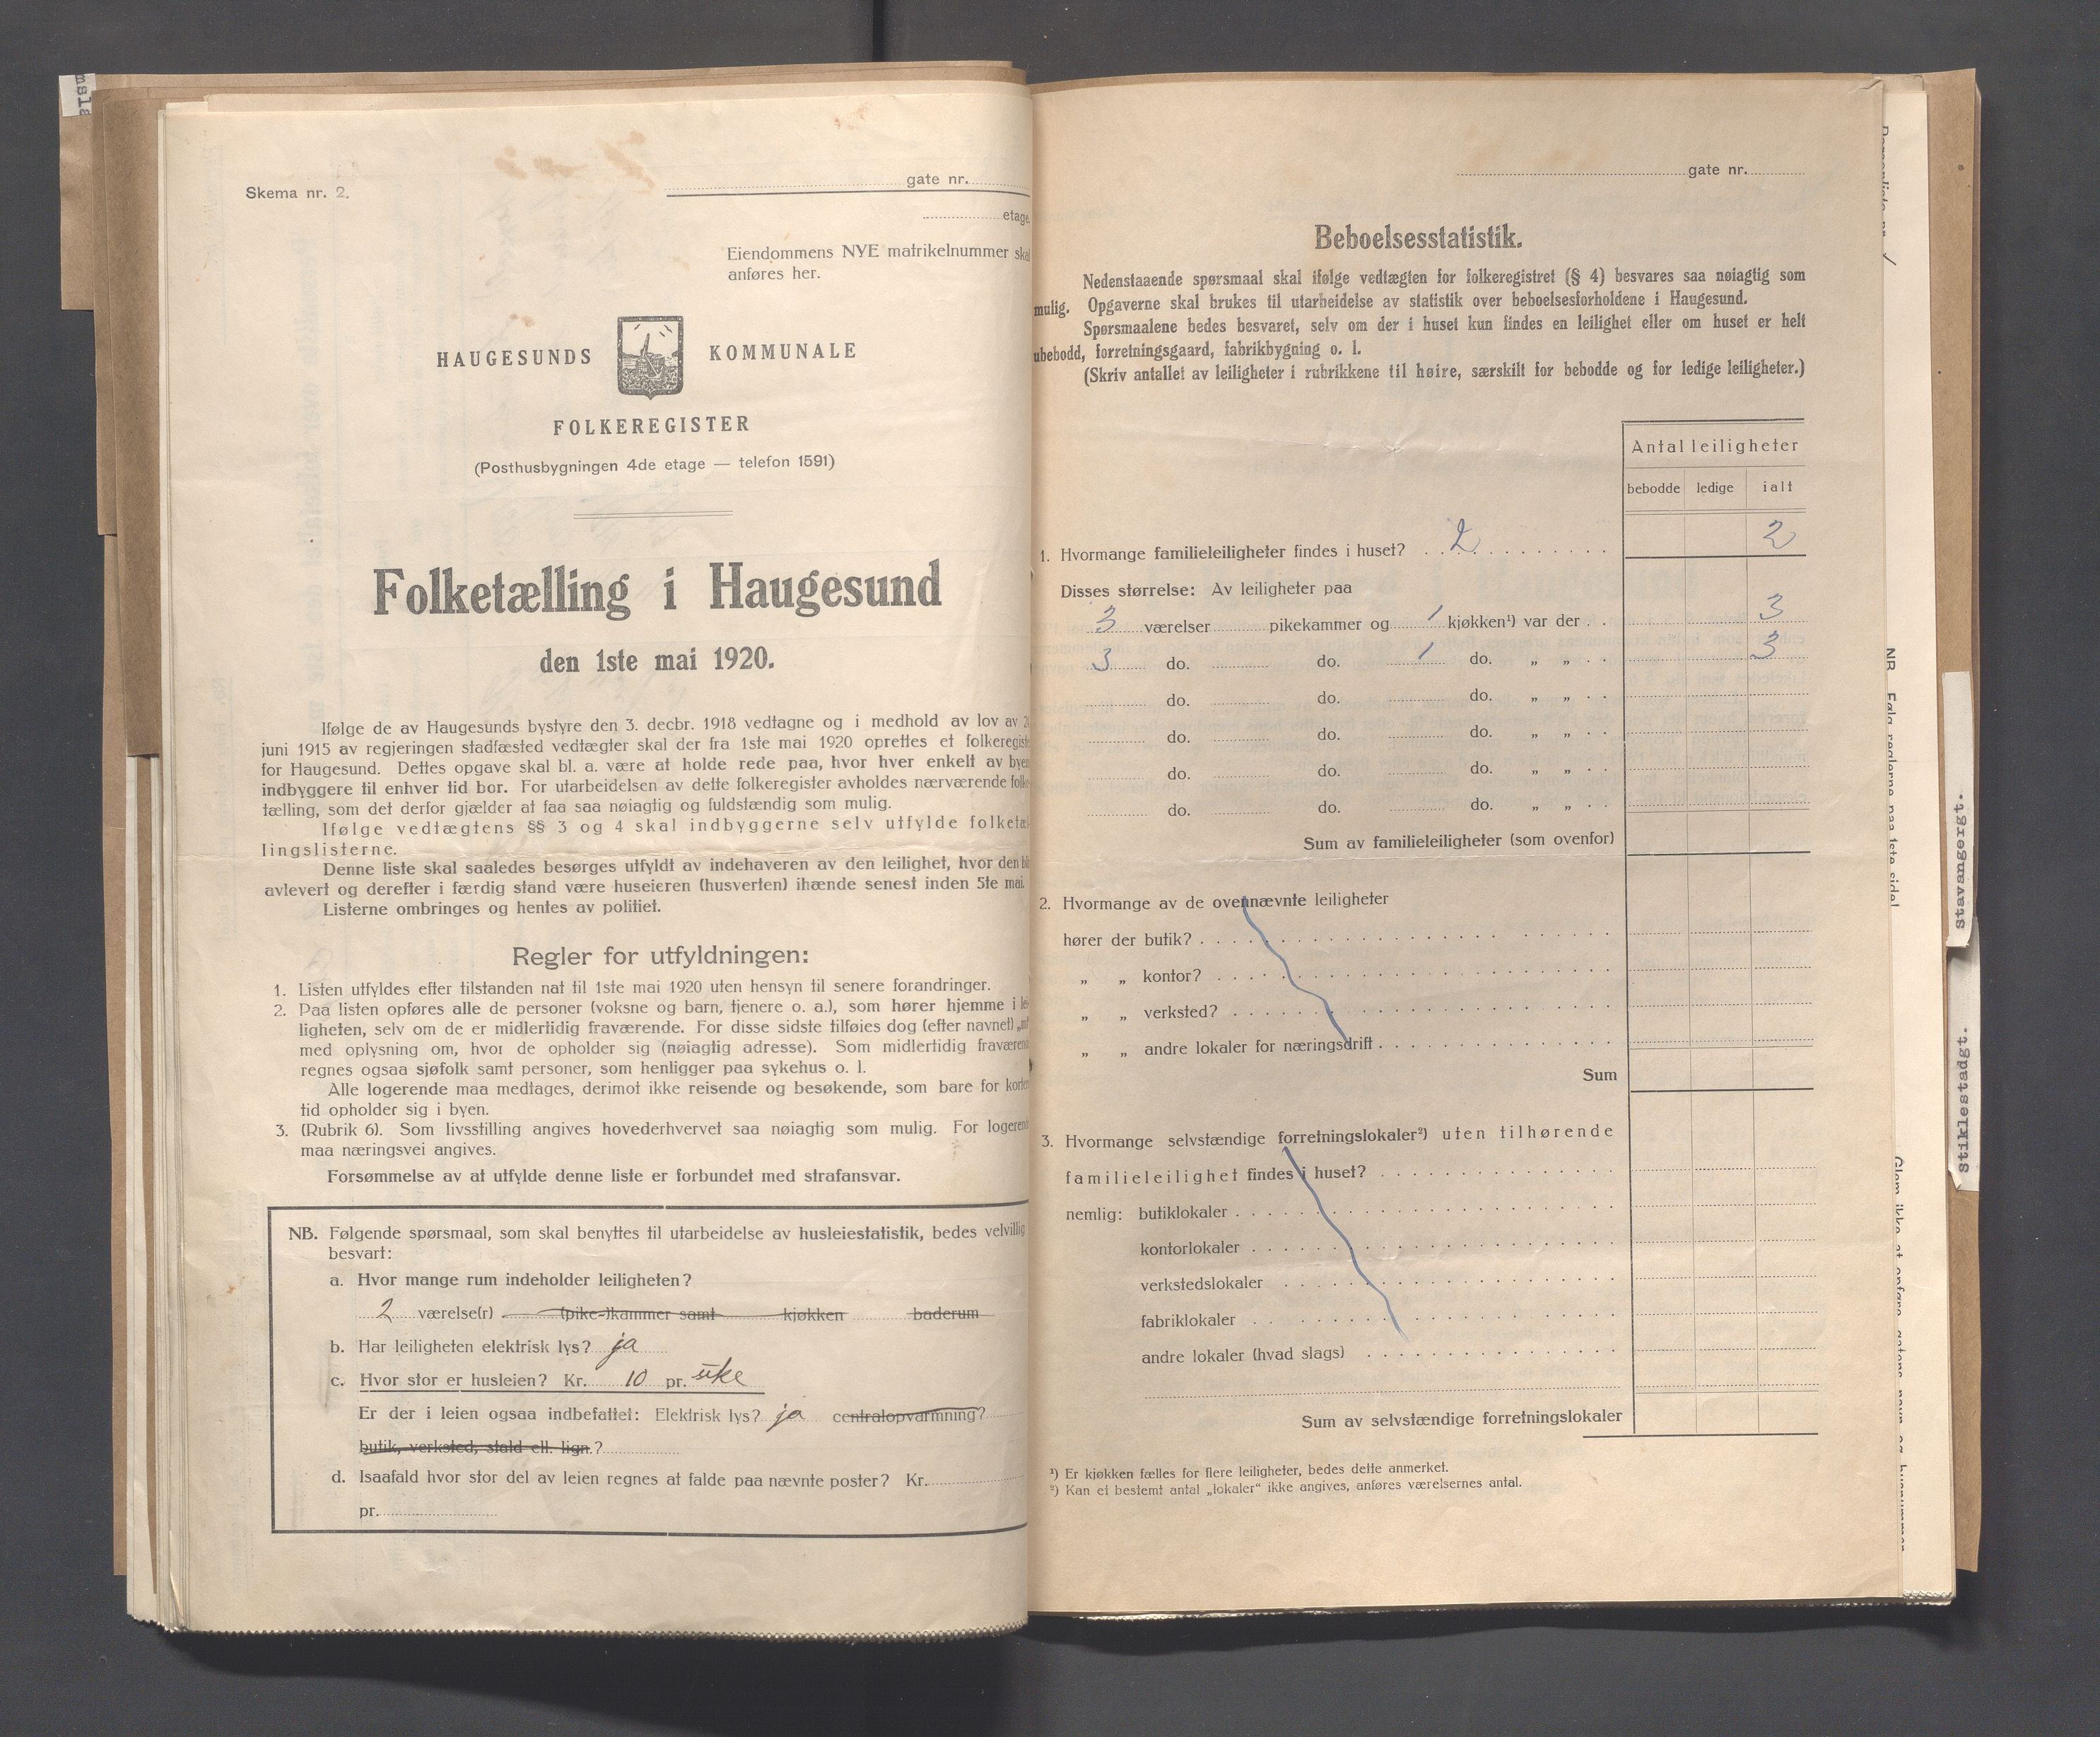 Skema nr. 2.
gate nr.
etage.
Eiendommens NYE matrikelnummer skal
anføres her.
HAUGESUNDS KOMMUNALE
FOLKEREGISTER
(Posthusbygningen 4de etage — telefon 1591)
Folketælling i Haugesund
den 1ste mai 1920.
Ifølge de av Haugesunds bystyre den 3. decbr. 1918 vedtagne og i medhold av lov av
juni 1915 av regjeringen stadfæsted vedtægter skal der fra 1ste mai 1920 oprettes et folkeregiste
for Haugesund. Dettes opgave skal bl. a. være at holde rede paa, hvor hver enkelt av byen
indbyggere til enhver tid bor. For utarbeidelsen av dette folkeregister avholdes nærværende folke
tælling, som det derfor gjælder at faa saa nøiagtig og fuldstændig som mulig.
Ifølge vedtægtens §§ 3 og 4 skal indbyggerne selv utfylde folketæl
lingslisterne.
Denne liste skal saaledes besørges utfyldt av indehaveren av den leilighet, hvor den bli
avlevert og derefter i færdig stand være huseieren (husverten) ihænde senest inden 5te mai.
Listerne ombringes og hentes av politiet.
Regler for utfyldningen:
1. Listen utfyldes efter tilstanden nat til 1ste mai 1920 uten hensyn til senere forandringer.
2. Paa listen opføres alle de personer (voksne og barn, tjenere o. a.), som hører hjemme i lei
ligheten, selv om de er midlertidig fraværende. For disse sidste tilføies dog (efter navnet) „mf
med oplysning om, hvor de opholder sig (nøiagtig adresse). Som midlertidig fraværend
regnes ogsaa sjøfolk samt personer, som henligger paa sykehus o. l.
Alle logerende maa medtages, derimot ikke reisende og besøkende, som bare for korter
tid opholder sig i byen.
3. (Rubrik 6). Som livsstilling angives hovederhvervet saa nøiagtig som mulig. For logerend
maa næringsvei angives.
Forsømmelse av at utfylde denne liste er forbundet med strafansvar.
NB. Følgende spørsmaal, som skal benyttes til utarbeidelse av husleiestatistik, bedes velvillig
besvart:
a. Hvor mange rum indeholder leiligheten?
2 værelse(r) (pike-)kammer samt kjøkken baderum
b. Har leiligheten elektrisk lys? ja
c. Hvor stor er husleien? Kr. 10 pr. uke
Er der i leien ogsaa indbefattet: Elektrisk lys? ja centralopvarmning?
butik, verksted, stald ell. lign.?
d. Isaafald hvor stor del av leien regnes at falde paa nævnte poster? Kr.
pr.
gate nr.
Beboelsesstatistik.
Nedenstaaende spørsmaal skal ifølge vedtægten for folkeregistret (§ 4) besvares saa nøiagtig som
mulig. Opgaverne skal brukes til utarbeidelse av statistik over beboelsesforholdene i Haugesund.
Spørsmaalene bedes besvaret, selv om der i huset kun findes en leilighet eller om huset er helt
ubebodd, forretningsgaard, fabrikbygning o. l.
(Skriv antallet av leiligheter i rubrikkene til høire, særskilt for bebodde og for ledige leiligheter.)
Antal leiligheter
bebodde ledige ialt
1. Hvormange familieleiligheter findes i huset? 2 2
Disses størrelse: Av leiligheter paa
3 værelser pikekammer og 1 kjøkken¹) var der . . 3
3 do. do. 1 do. „ „ . . 3
do. do. do. „ „ . .
do. do. do. „ „ . .
do. do. do. „ „ . .
do. do. do. „ „ . .
Sum av familieleiligheter (som ovenfor)
2. Hvormange av de ovennævnte leiligheter
hører der butik?
„ „ kontor?
„ „ verksted?
„ „ andre lokaler for næringsdrift
Sum
3. Hvormange selvstændige forretningslokaler²) uten tilhørende
familieleilighet findes i huset?
nemlig: butiklokaler
kontorlokaler
verkstedslokaler
fabriklokaler
andre lokaler (hvad slags)
Sum av selvstændige forretningslokaler
¹) Er kjøkken fælles for flere leiligheter, bedes dette anmerket.
²) Kan et bestemt antal „lokaler“ ikke angives, anføres værelsernes antal.
NB Følg reglerne paa 1ste side!
stavangergt.
stiklestadgt.